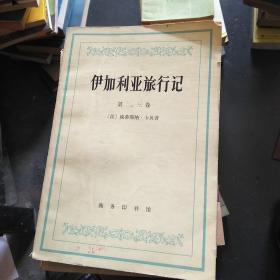 伊加利亚旅行记
第二、三卷
〔法〕埃蒂耶纳·卡贝著
商务印书馆